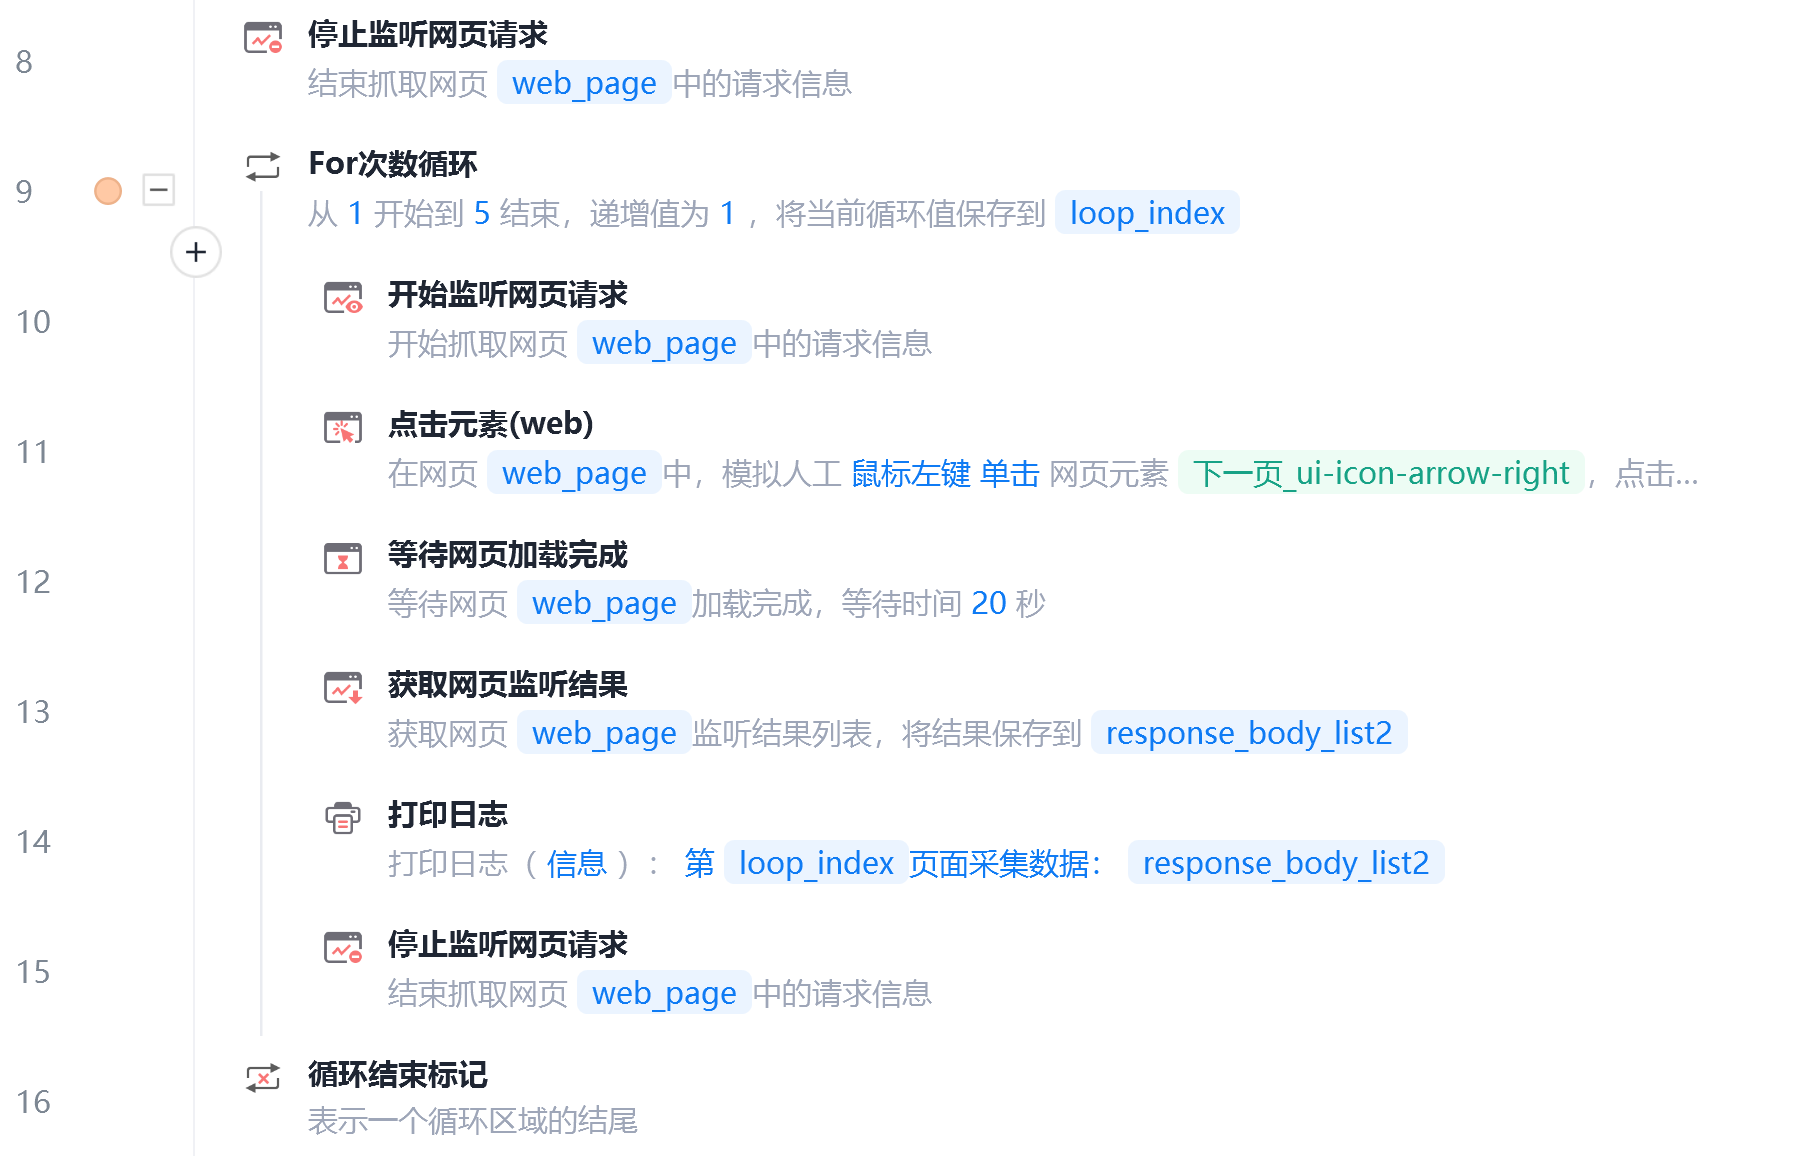 8
停止监听网页请求
结束抓取网页 web_page 中的请求信息
9
For次数循环
从 1 开始到 5 结束，递增值为 1 ，将当前循环值保存到 loop_index
10
开始监听网页请求
开始抓取网页 web_page 中的请求信息
11
点击元素(web)
在网页 web_page 中，模拟人工 鼠标左键 单击 网页元素 下一页_ui-icon-arrow-right ，点击...
12
等待网页加载完成
等待网页 web_page 加载完成，等待时间 20 秒
13
获取网页监听结果
获取网页 web_page 监听结果列表，将结果保存到 response_body_list2
14
打印日志
打印日志（ 信息 ）： 第 loop_index 页面采集数据： response_body_list2
15
停止监听网页请求
结束抓取网页 web_page 中的请求信息
16
循环结束标记
表示一个循环区域的结尾